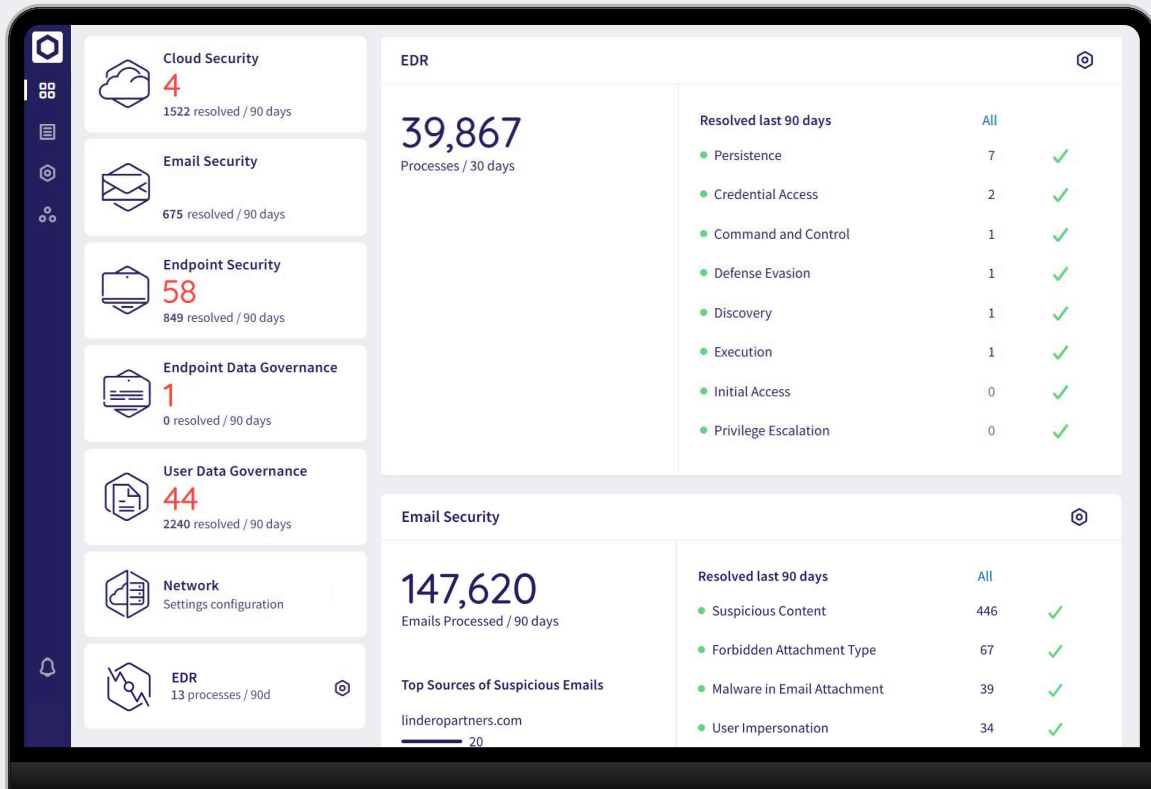 Cloud Security
4
1522 resolved / 90 days
Email Security
675 resolved / 90 days
Endpoint Security
58
849 resolved / 90 days
Endpoint Data Governance
1
0 resolved / 90 days
User Data Governance
44
2240 resolved / 90 days
Network
Settings configuration
EDR
13 processes / 90d
EDR
39,867
Processes / 30 days
Resolved last 90 days All
Persistence 7
Credential Access 2
Command and Control 1
Defense Evasion 1
Discovery 1
Execution 1
Initial Access 0
Privilege Escalation 0
Email Security
147,620
Emails Processed / 90 days
Top Sources of Suspicious Emails
linderopartners.com
20
Resolved last 90 days All
Suspicious Content 446
Forbidden Attachment Type 67
Malware in Email Attachment 39
User Impersonation 34